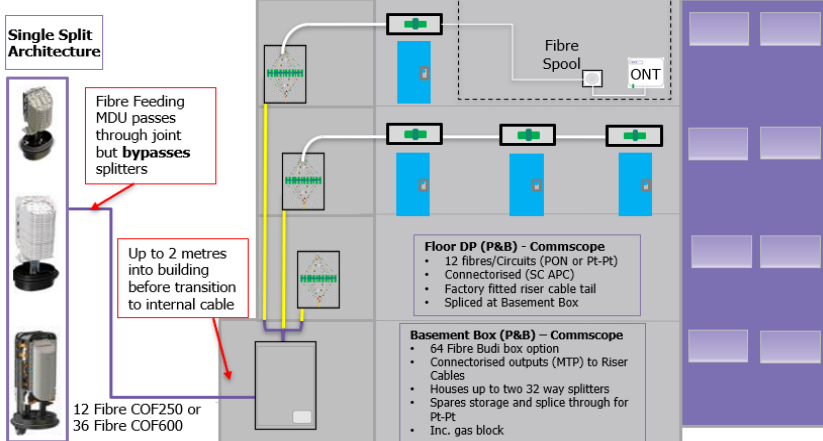 Single Split
Architecture
Fibre Feeding
MDU passes
through joint
but bypasses
splitters
Up to 2 metres
into building
before transition
to internal cable
12 Fibre COF250 or
36 Fibre COF600
Fibre
Spool
ONT
Floor DP (P&B) - Commscope
• 12 fibres/Circuits (PON or Pt-Pt)
• Connectorised (SC APC)
• Factory fitted riser cable tail
• Spliced at Basement Box
Basement Box (P&B) – Commscope
• 64 Fibre Budi box option
• Connectorised outputs (MTP) to Riser
Cables
• Houses up to two 32 way splitters
• Spares storage and splice through for
Pt-Pt
• Inc. gas block